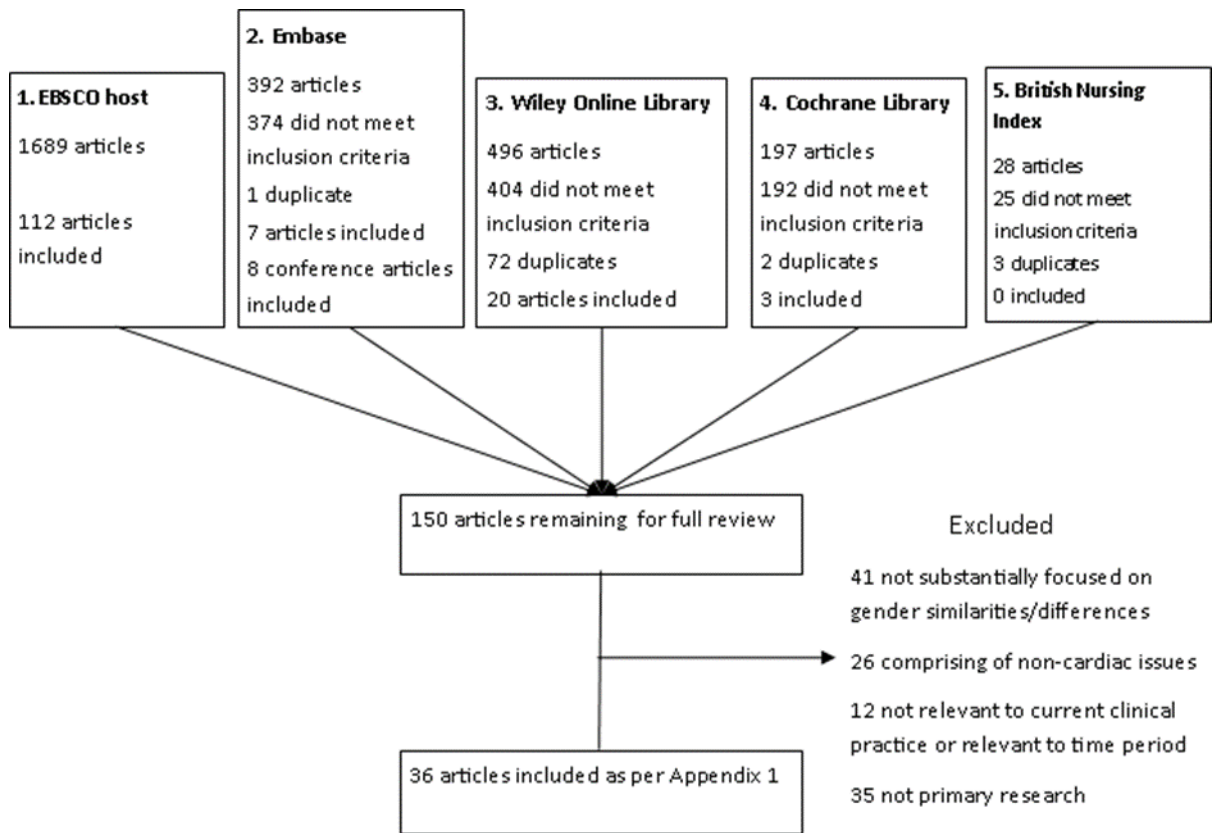 1. EBSCO host
1689 articles
112 articles
included
2. Embase
392 articles
374 did not meet
inclusion criteria
1 duplicate
7 articles included
8 conference articles
included
3. Wiley Online Library
496 articles
404 did not meet
inclusion criteria
72 duplicates
20 articles included
4. Cochrane Library
197 articles
192 did not meet
inclusion criteria
2 duplicates
3 included
5. British Nursing
Index
28 articles
25 did not meet
inclusion criteria
3 duplicates
0 included
150 articles remaining for full review
Excluded
41 not substantially focused on
gender similarities/differences
26 comprising of non-cardiac issues
12 not relevant to current clinical
practice or relevant to time period
35 not primary research
36 articles included as per Appendix 1